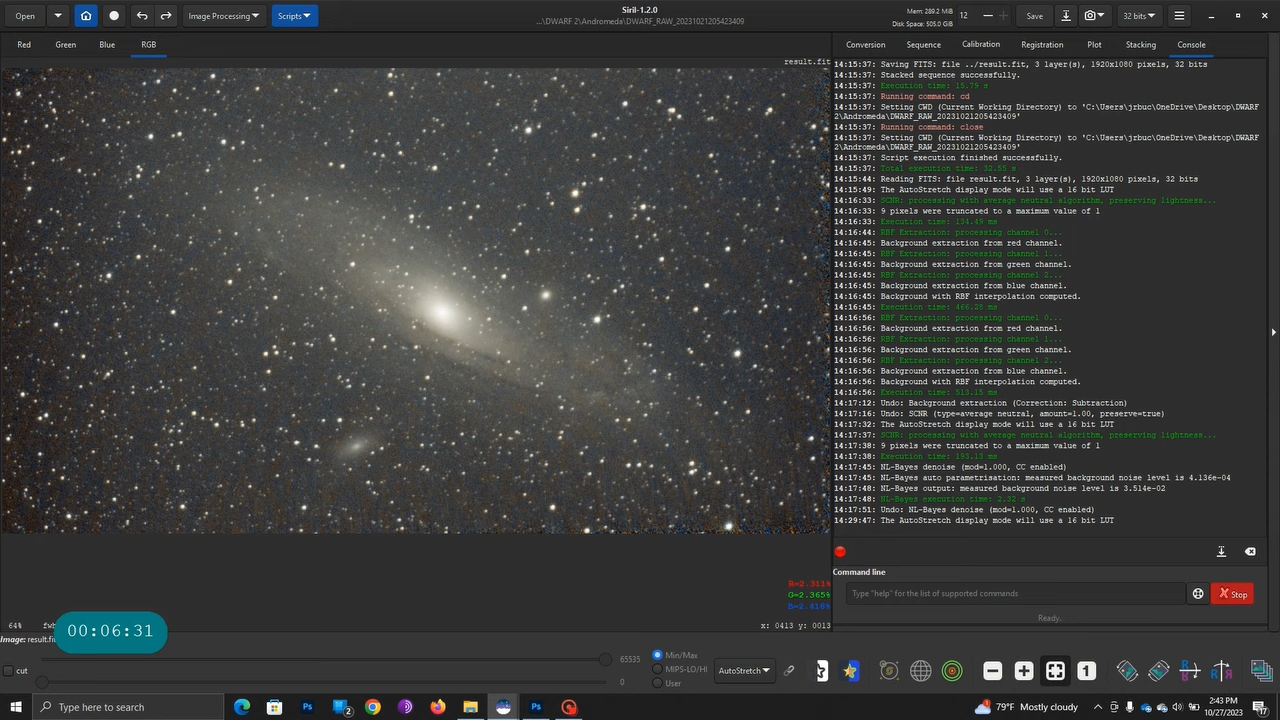 Open
Image Processing
Scripts
Siril-1.2.0
...\DWARF 2\Andromeda\DWARF_RAW_20231021205423409
Mem: 289.2 MiB
Disk Space: 505.0 GiB
12
Save
32 bits
Red Green Blue RGB
Conversion Sequence Calibration Registration Plot Stacking Console
result.fit
14:15:37: Saving FITS: file ../result.fit, 3 layer(s), 1920x1080 pixels, 32 bits
14:15:37: Stacked sequence successfully.
14:15:37: Execution time: 15.79 s
14:15:37: Running command: cd
14:15:37: Setting CWD (Current Working Directory) to 'C:\Users\jrbuc\OneDrive\Desktop\DWARF
2\Andromeda\DWARF_RAW_20231021205423409'
14:15:37: Running command: close
14:15:37: Setting CWD (Current Working Directory) to 'C:\Users\jrbuc\OneDrive\Desktop\DWARF
2\Andromeda\DWARF_RAW_20231021205423409'
14:15:37: Script execution finished successfully.
14:15:37: Total execution time: 32.55 s
14:15:44: Reading FITS: file result.fit, 3 layer(s), 1920x1080 pixels, 32 bits
14:15:49: The AutoStretch display mode will use a 16 bit LUT
14:16:33: SCNR: processing with average neutral algorithm, preserving lightness...
14:16:33: 9 pixels were truncated to a maximum value of 1
14:16:33: Execution time: 134.49 ms
14:16:44: RBF Extraction: processing channel 0...
14:16:45: Background extraction from red channel.
14:16:45: RBF Extraction: processing channel 1...
14:16:45: Background extraction from green channel.
14:16:45: RBF Extraction: processing channel 2...
14:16:45: Background extraction from blue channel.
14:16:45: Background with RBF interpolation computed.
14:16:45: Execution time: 466.28 ms
14:16:56: RBF Extraction: processing channel 0...
14:16:56: Background extraction from red channel.
14:16:56: RBF Extraction: processing channel 1...
14:16:56: Background extraction from green channel.
14:16:56: RBF Extraction: processing channel 2...
14:16:56: Background extraction from blue channel.
14:16:56: Background with RBF interpolation computed.
14:16:56: Execution time: 513.15 ms
14:17:12: Undo: Background extraction (Correction: Subtraction)
14:17:16: Undo: SCNR (type=average neutral, amount=1.00, preserve=true)
14:17:32: The AutoStretch display mode will use a 16 bit LUT
14:17:37: SCNR: processing with average neutral algorithm, preserving lightness...
14:17:38: 9 pixels were truncated to a maximum value of 1
14:17:38: Execution time: 193.13 ms
14:17:45: NL-Bayes denoise (mod=1.000, CC enabled)
14:17:45: NL-Bayes auto parametrisation: measured background noise level is 4.136e-04
14:17:48: NL-Bayes output: measured background noise level is 3.514e-02
14:17:48: NL-Bayes execution time: 2.32 s
14:17:51: Undo: NL-Bayes denoise (mod=1.000, CC enabled)
14:29:47: The AutoStretch display mode will use a 16 bit LUT
Command line
Type "help" for the list of supported commands
Stop
Ready.
R=2.311%
G=2.365%
B=2.418%
64%
x: 0413 y: 0013
00:06:31
Image:
cut
65535
0
Min/Max
MIPS-LO/HI
User
AutoStretch
1
Type here to search
2
79°F Mostly cloudy
2:43 PM
10/27/2023